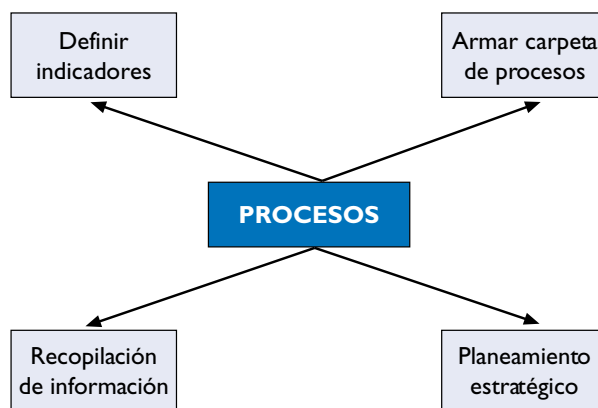 Definir
indicadores
Armar carpeta
de procesos
PROCESOS
Recopilación
de información
Planeamiento
estratégico